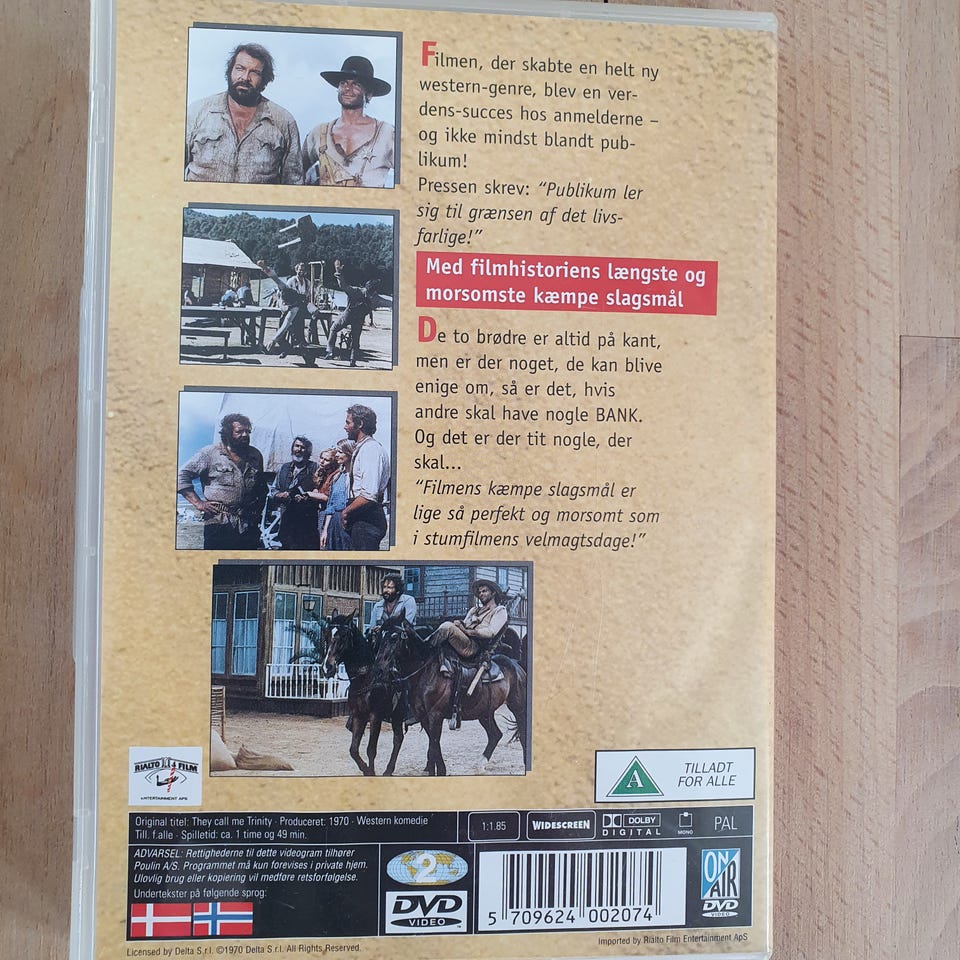 Filmen, der skabte en helt ny
western-genre, blev en ver-
dens-succes hos anmelderne –
og ikke mindst blandt pub-
likum!
Pressen skrev: “Publikum ler
sig til grænsen af det livs-
farlige!”
Med filmhistoriens længste og
morsomste kæmpe slagsmål
De to brødre er altid på kant,
men er der noget, de kan blive
enige om, så er det, hvis
andre skal have nogle BANK.
Og det er der tit nogle, der
skal...
“Filmens kæmpe slagsmål er
lige så perfekt og morsomt som
i stumfilmens velmagtsdage!”
RIALTO FILM
ENTERTAINMENT APS
A
TILLADT
FOR ALLE
Original titel: They call me Trinity · Produceret: 1970 · Western komedie
Till. f.alle · Spilletid: ca. 1 time og 49 min.
1:1.85
WIDESCREEN
DOLBY
DIGITAL
MONO
PAL
ADVARSEL: Rettighederne til dette videogram tilhører
Poulin A/S. Programmet må kun forevises i private hjem.
Ulovlig brug eller kopiering vil medføre retsforfølgelse.
Undertekster på følgende sprog:
2
DVD
VIDEO
5 709624 002074
ON
AIR
DVD
VIDEO
Licensed by Delta S.r.l. ©1970 Delta S.r.l. All Rights Reserved.
Imported by Rialto Film Entertainment ApS